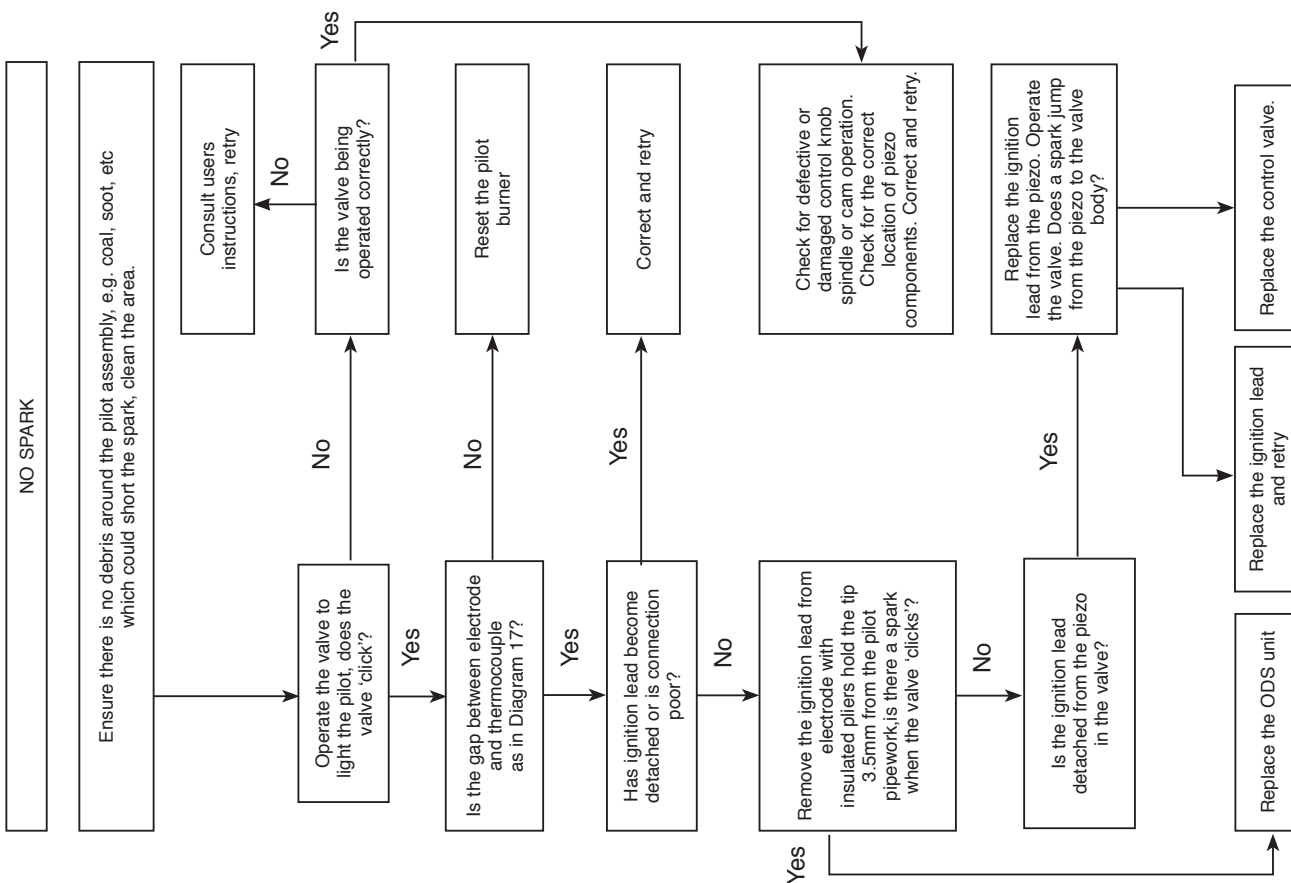 NO SPARK
Ensure there is no debris around the pilot assembly, e.g. coal, soot, etc
which could short the spark, clean the area.
Operate the valve to
light the pilot, does the
valve ‘click’?
No
Is the valve being
operated correctly?
No
Consult users
instructions, retry
Yes
Yes
Is the gap between electrode
and thermocouple
as in Diagram 17?
No
Reset the pilot
burner
Yes
Has ignition lead become
detached or is connection
poor?
Yes
Correct and retry
No
Remove the ignition lead from
electrode with
insulated pliers hold the tip
3.5mm from the pilot
pipework,is there a spark
when the valve ‘clicks’?
Check for defective or
damaged control knob
spindle or cam operation.
Check for the correct
location of piezo
components. Correct and retry.
Yes
No
Is the ignition lead
detached from the piezo
in the valve?
Yes
Replace the ignition
lead from the piezo. Operate
the valve. Does a spark jump
from the piezo to the valve
body?
Replace the ODS unit
Replace the ignition lead
and retry
Replace the control valve.